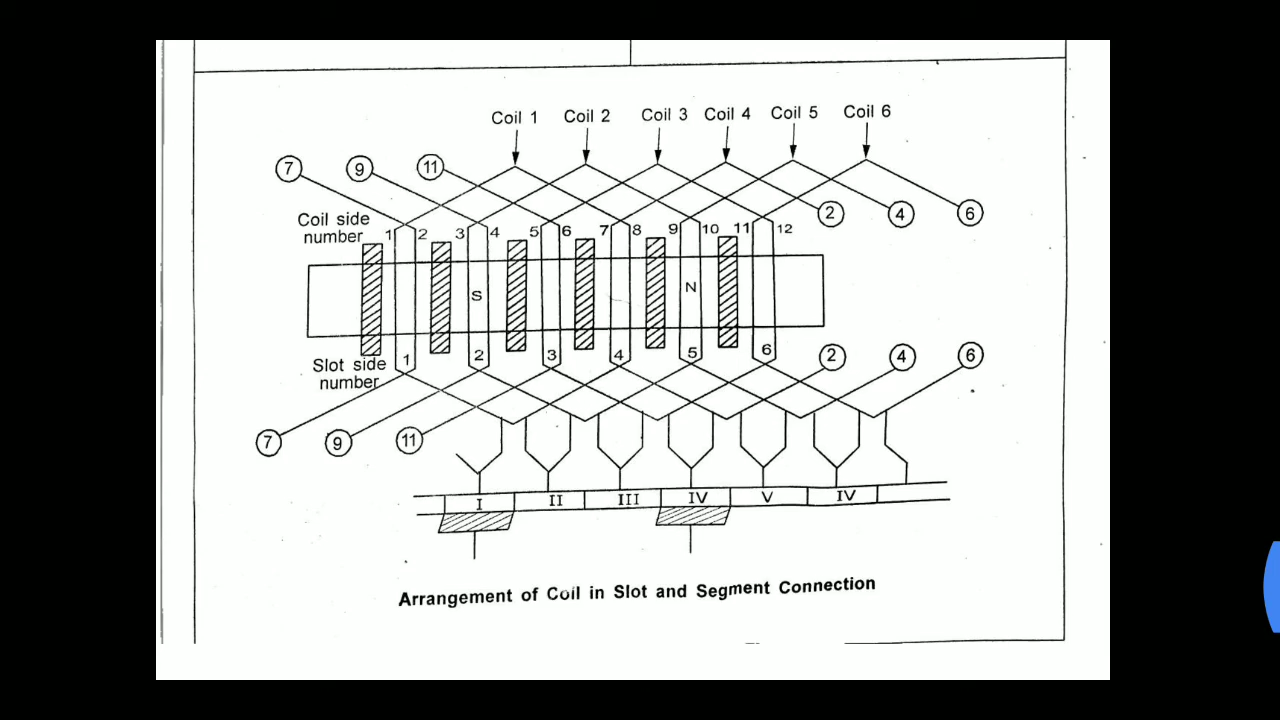 Coil 1 Coil 2 Coil 3 Coil 4 Coil 5 Coil 6
7 9 11
2 4 6
Coil side
number
1 2 3 4 5 6 7 8 9 10 11 12
S N
Slot side
number
1 2 3 4 5 6
2 4 6
7 9 11
I II III IV V IV
Arrangement of Coil in Slot and Segment Connection